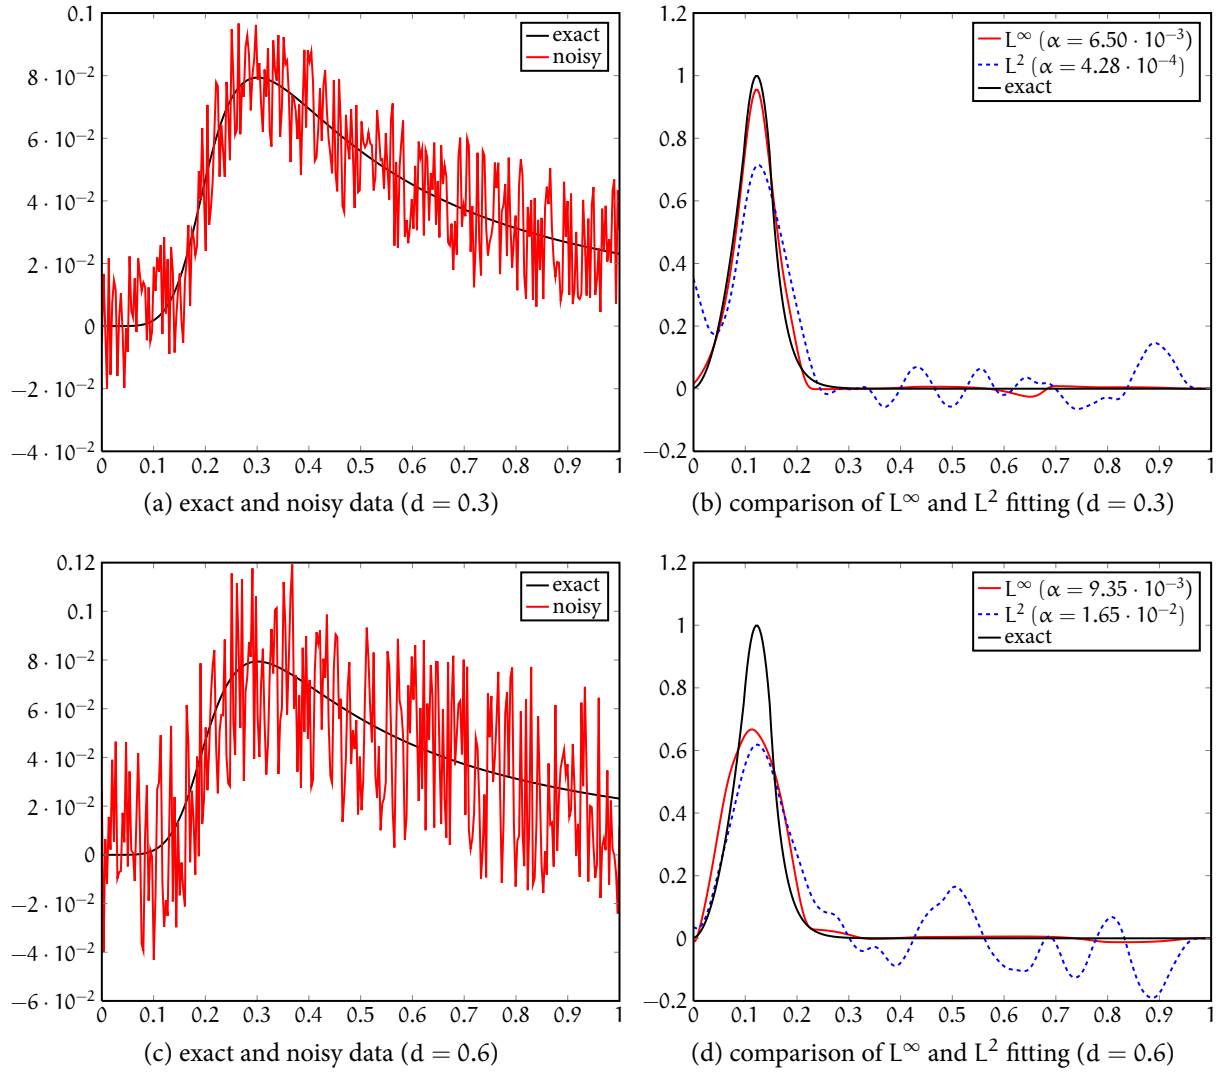 0.1
8 · 10⁻²
6 · 10⁻²
4 · 10⁻²
2 · 10⁻²
0
−2 · 10⁻²
−4 · 10⁻²
0 0.1 0.2 0.3 0.4 0.5 0.6 0.7 0.8 0.9 1
exact
noisy
(a) exact and noisy data (d = 0.3)
1.2
1
0.8
0.6
0.4
0.2
0
−0.2
0 0.1 0.2 0.3 0.4 0.5 0.6 0.7 0.8 0.9 1
L∞ (α = 6.50 · 10⁻³)
L² (α = 4.28 · 10⁻⁴)
exact
(b) comparison of L∞ and L² fitting (d = 0.3)
0.12
0.1
8 · 10⁻²
6 · 10⁻²
4 · 10⁻²
2 · 10⁻²
0
−2 · 10⁻²
−4 · 10⁻²
−6 · 10⁻²
0 0.1 0.2 0.3 0.4 0.5 0.6 0.7 0.8 0.9 1
exact
noisy
(c) exact and noisy data (d = 0.6)
1.2
1
0.8
0.6
0.4
0.2
0
−0.2
0 0.1 0.2 0.3 0.4 0.5 0.6 0.7 0.8 0.9 1
L∞ (α = 9.35 · 10⁻³)
L² (α = 1.65 · 10⁻²)
exact
(d) comparison of L∞ and L² fitting (d = 0.6)